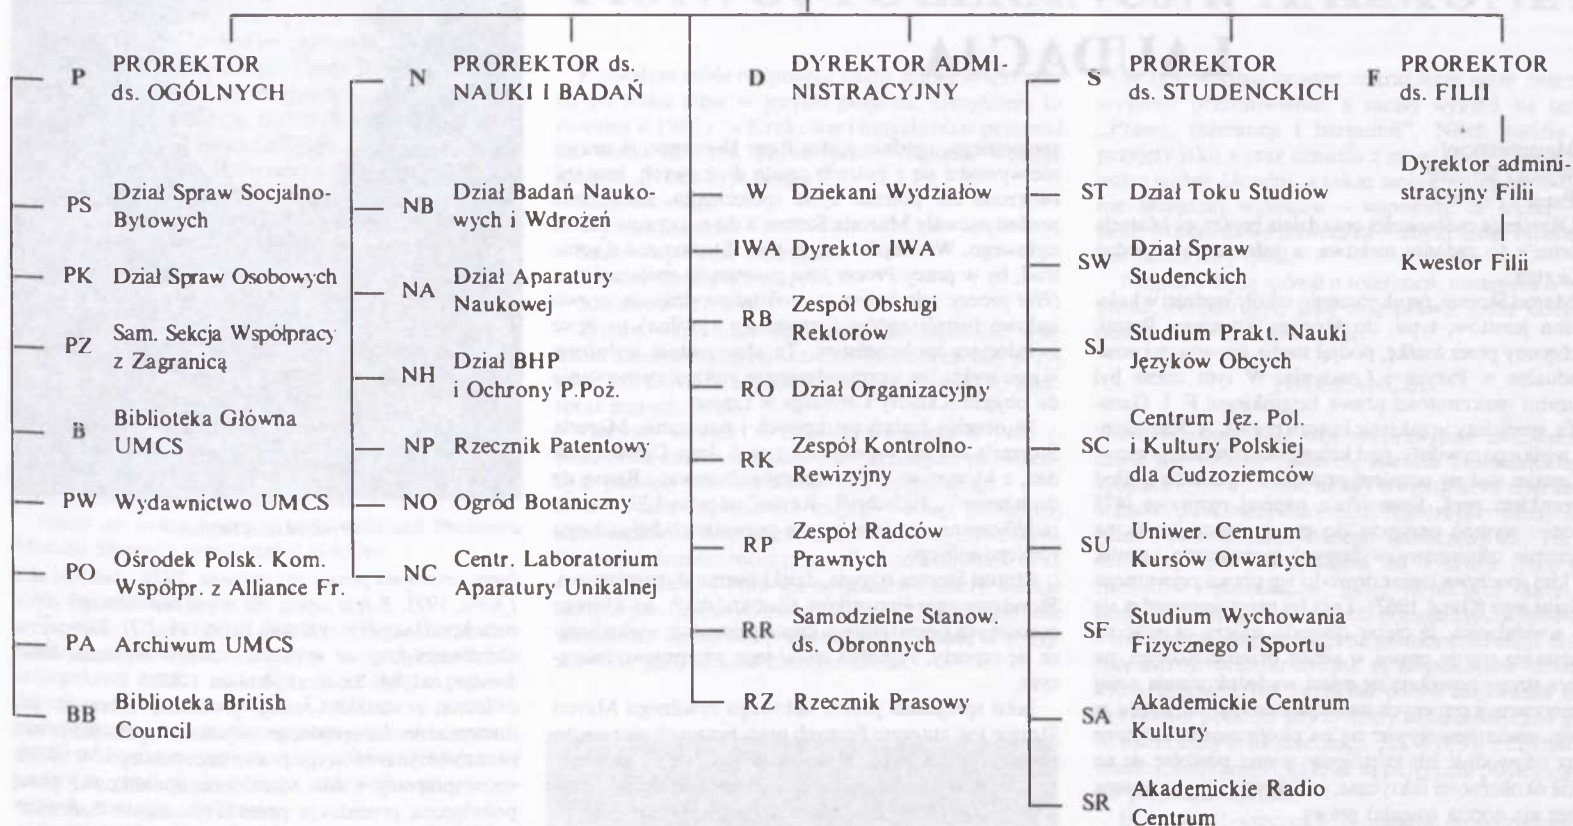 P PROREKTOR
ds. OGÓLNYCH
PS Dział Spraw Socjalno-
Bytowych
PK Dział Spraw Osobowych
PZ Sam. Sekcja Współpracy
z Zagranicą
B Biblioteka Główna
UMCS
PW Wydawnictwo UMCS
PO Ośrodek Polsk. Kom.
Współpr. z Alliance Fr.
PA Archiwum UMCS
BB Biblioteka British
Council
N PROREKTOR ds.
NAUKI I BADAŃ
NB Dział Badań Nauko-
wych i Wdrożeń
NA Dział Aparatury
Naukowej
NH Dział BHP
i Ochrony P.Poż.
NP Rzecznik Patentowy
NO Ogród Botaniczny
NC Centr. Laboratorium
Aparatury Unikalnej
D DYREKTOR ADMI-
NISTRACYJNY
W Dziekani Wydziałów
IWA Dyrektor IWA
RB Zespół Obsługi
Rektorów
RO Dział Organizacyjny
RK Zespół Kontrolno.
Rewizyjny
RP Zespół Radców
Prawnych
RR Samodzielne Stanow.
ds. Obronnych
RZ Rzecznik Prasowy
S PROREKTOR
ds. STUDENCKICH
ST Dział Toku Studiów
SW Dział Spraw
Studenckich
SJ Studium Prakt Nauki
Języków Obcych
SC Centrum Jęz. Pol
i Kultury Polskiej
dla Cudzoziemców
SU Uniwer. Centrum
Kursów Otwartych
SF Studium Wychowania
Fizycznego i Sportu
SA Akademickie Centrum
Kultury
SR Akademickie Radio
Centrum
F PROREKTOR
ds. FILII
Dyrektor admini-
stracyjny Filii
Kwestor Filii